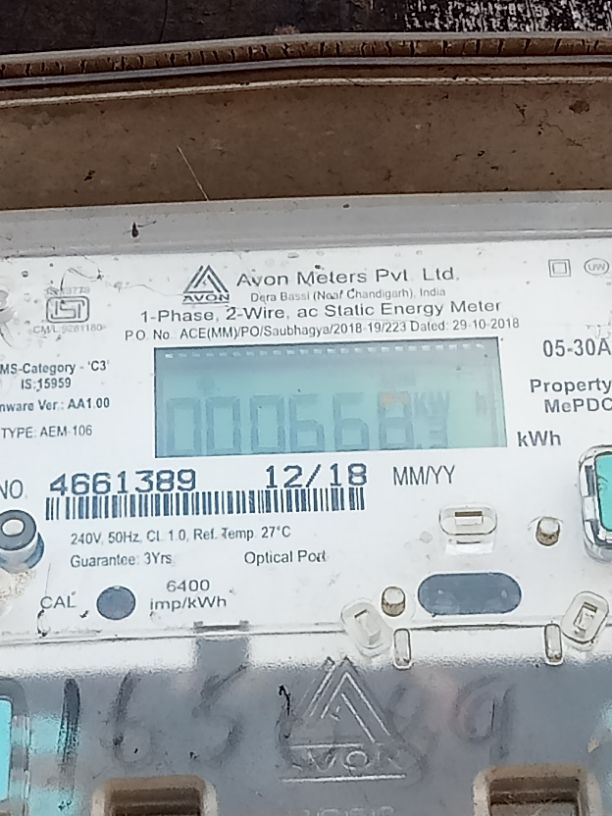 AVON
Avon Meters Pvt. Ltd.
Dera Bassi (Near Chandigarh), India
1-Phase, 2-Wire, ac Static Energy Meter
P.O. No. ACE(MM)/PO/Saubhagya/2018-19/223 Dated: 29-10-2018
CM/L 9261180
MS-Category - 'C3'
IS:15959
nware Ver.: AA1.00
TYPE: AEM-106
05-30A
Property
MePDC
kWh
NO. 4661389 12/18 MM/YY
240V, 50Hz, Cl. 1.0, Ref. Temp. 27°C
Guarantee: 3Yrs Optical Port
CAL 6400
imp/kWh
AVON